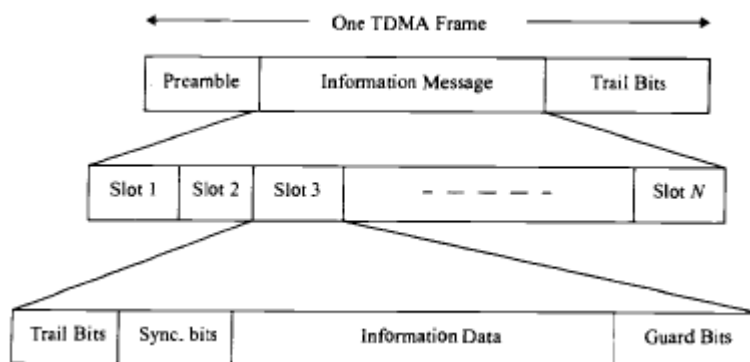 One TDMA Frame
Preamble Information Message Trail Bits
Slot 1 Slot 2 Slot 3 Slot N
Trail Bits Sync. bits Information Data Guard Bits